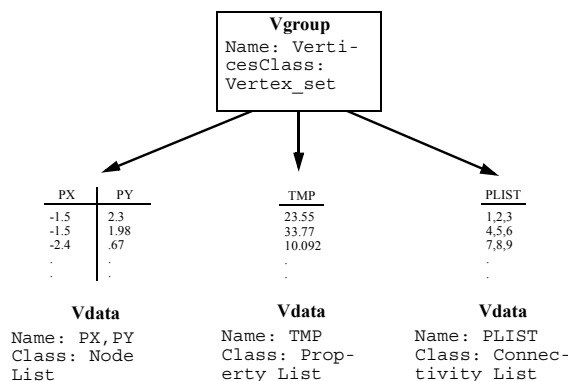 Vgroup
Name: Verti-
cesClass:
Vertex_set
PX PY
-1.5 2.3
-1.5 1.98
-2.4 .67
. .
. .
TMP
23.55
33.77
10.092
.
.
PLIST
1,2,3
4,5,6
7,8,9
.
.
Vdata
Name: PX,PY
Class: Node
List
Vdata
Name: TMP
Class: Prop-
erty List
Vdata
Name: PLIST
Class: Connec-
tivity List